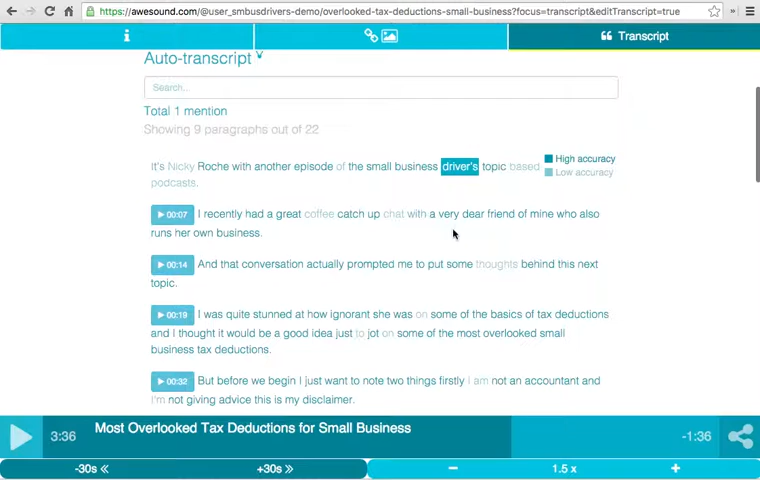 https://awesound.com/@user_smbusdrivers-demo/overlooked-tax-deductions-small-business?focus=transcript&editTranscript=true
Transcript
Auto-transcript
Search..
Total 1 mention
Showing 9 paragraphs out of 22
It's Nicky Roche with another episode of the small business driver's topic based
podcasts.
High accuracy
Low accuracy
00:07 I recently had a great coffee catch up chat with a very dear friend of mine who also
runs her own business.
00:14 And that conversation actually prompted me to put some thoughts behind this next
topic.
00:19 I was quite stunned at how ignorant she was on some of the basics of tax deductions
and I thought it would be a good idea just to jot on some of the most overlooked small
business tax deductions.
00:32 But before we begin I just want to note two things firstly I am not an accountant and
I'm not giving advice this is my disclaimer.
3:36
Most Overlooked Tax Deductions for Small Business
-1:36
-30s
+30s
1.5 x